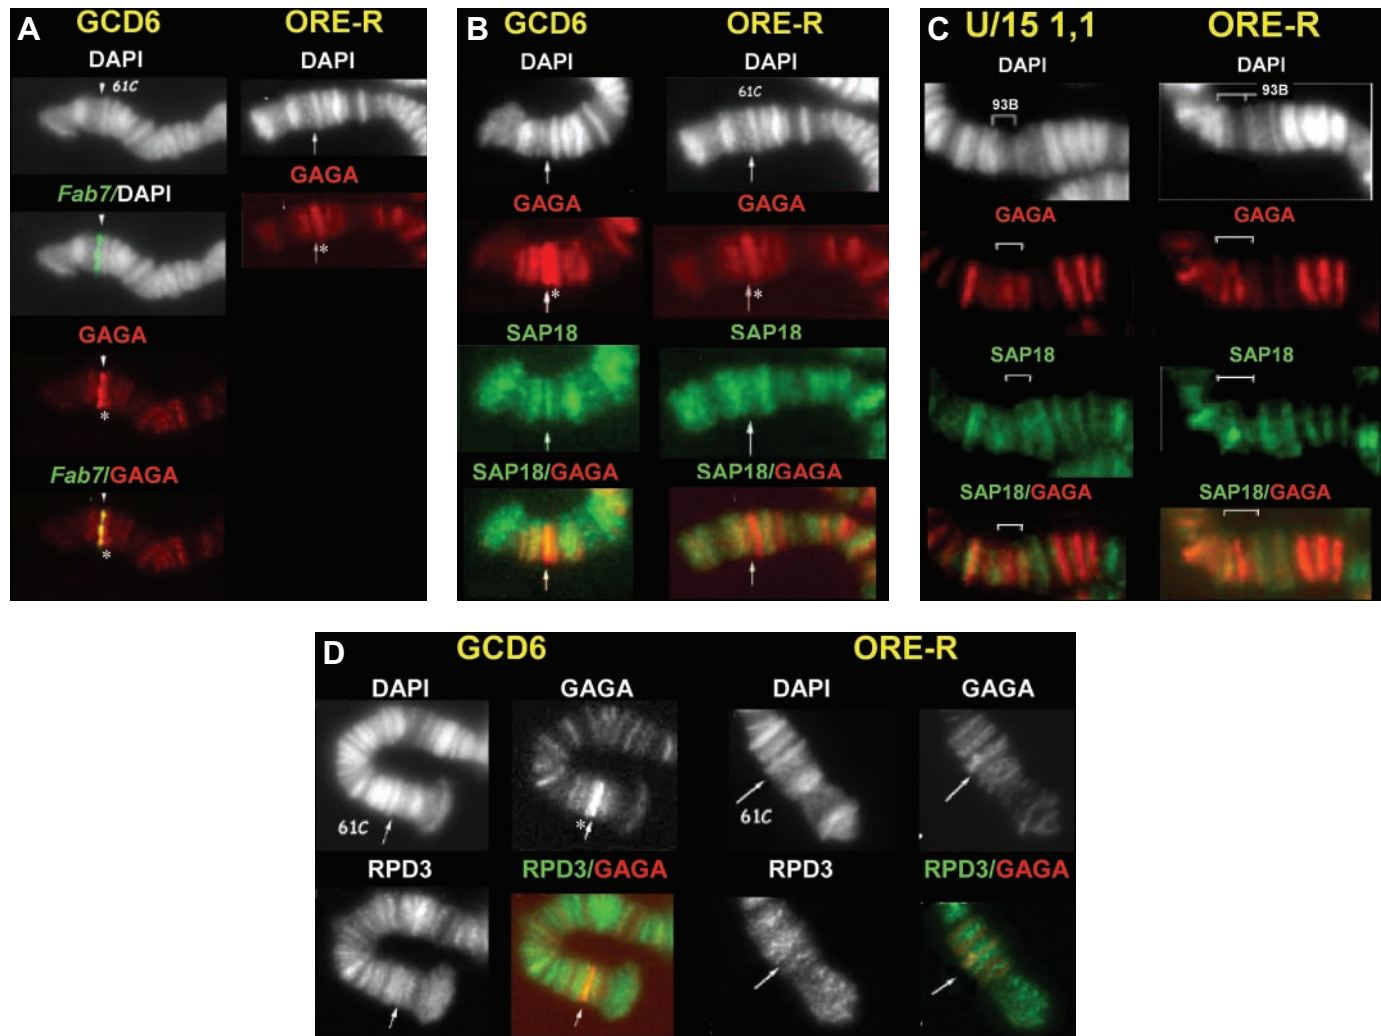 A
GCD6 ORE-R
DAPI DAPI
61C
Fab7/DAPI GAGA
*
GAGA
*
Fab7/GAGA
*
B
GCD6 ORE-R
DAPI DAPI
61C
GAGA GAGA
* *
SAP18 SAP18
SAP18/GAGA SAP18/GAGA
C
U/15 1,1 ORE-R
DAPI DAPI
93B 93B
GAGA GAGA
SAP18 SAP18
SAP18/GAGA SAP18/GAGA
D
GCD6 ORE-R
DAPI GAGA DAPI GAGA
61C * 61C
RPD3 RPD3/GAGA RPD3 RPD3/GAGA